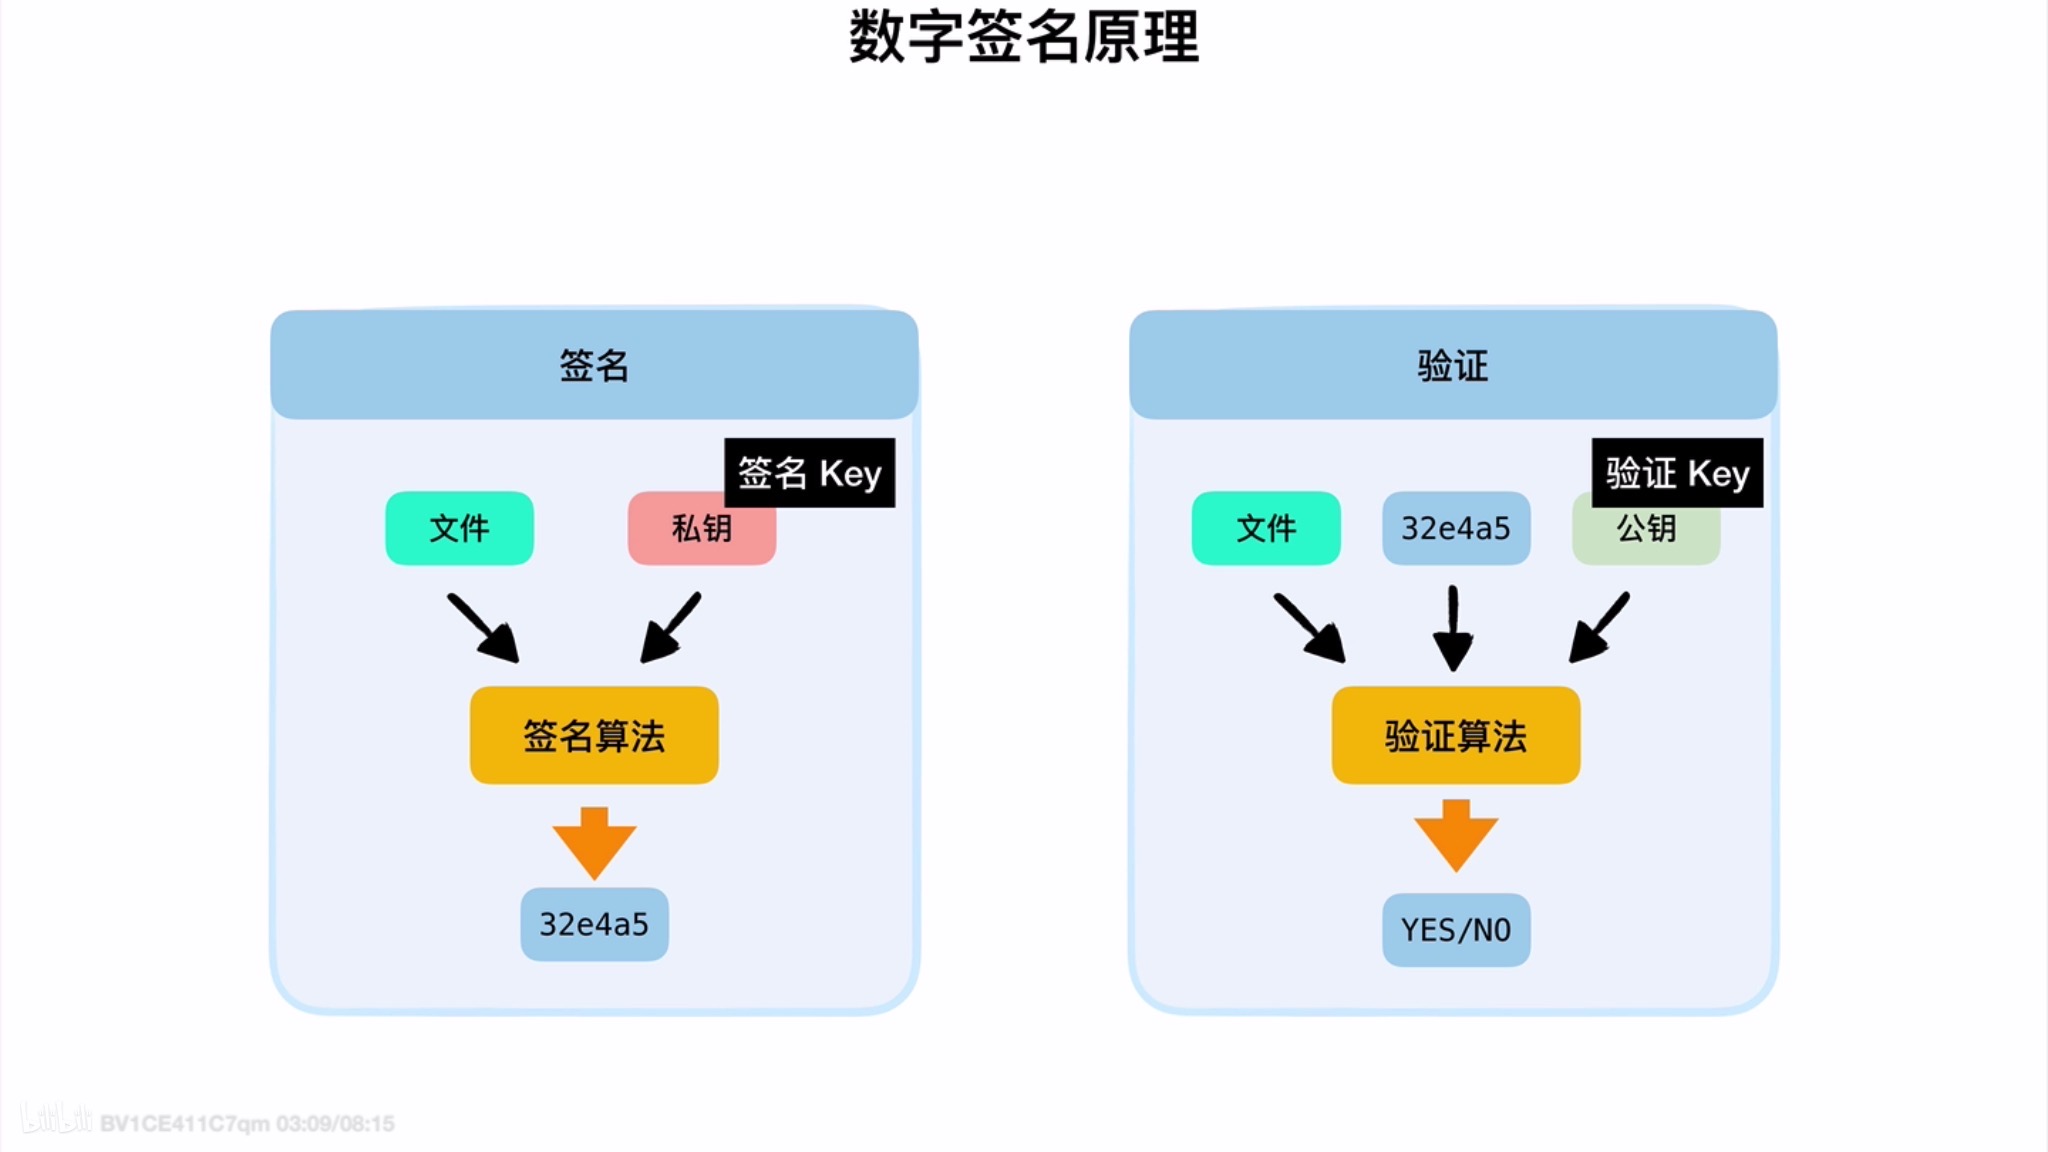 数字签名原理
签名
签名 Key
文件
私钥
签名算法
32e4a5
验证
验证 Key
文件
32e4a5
公钥
验证算法
YES/NO
bilibili BV1CE411C7qm 03:09/08:15